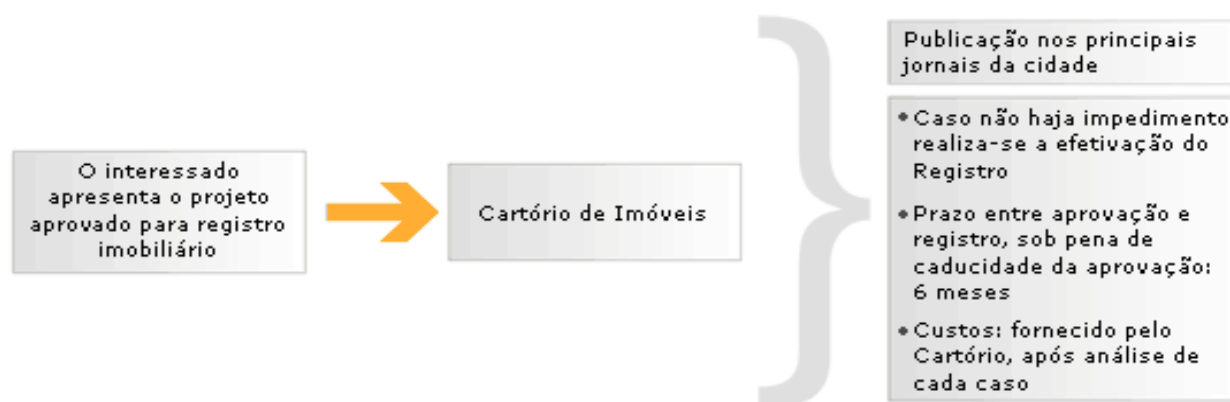 O interessado
apresenta o projeto
aprovado para registro
imobiliário
Cartório de Imóveis
Publicação nos principais
jornais da cidade
• Caso não haja impedimento
realiza-se a efetivação do
Registro
• Prazo entre aprovação e
registro, sob pena de
caducidade da aprovação:
6 meses
• Custos: fornecido pelo
Cartório, após análise de
cada caso